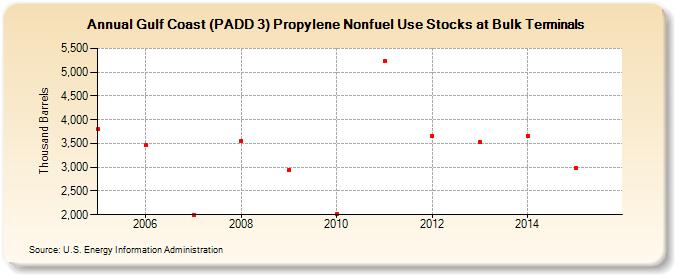 Annual Gulf Coast (PADD 3) Propylene Nonfuel Use Stocks at Bulk Terminals
Thousand Barrels
5,500
5,000
4,500
4,000
3,500
3,000
2,500
2,000
2006 2008 2010 2012 2014
Source: U.S. Energy Information Administration